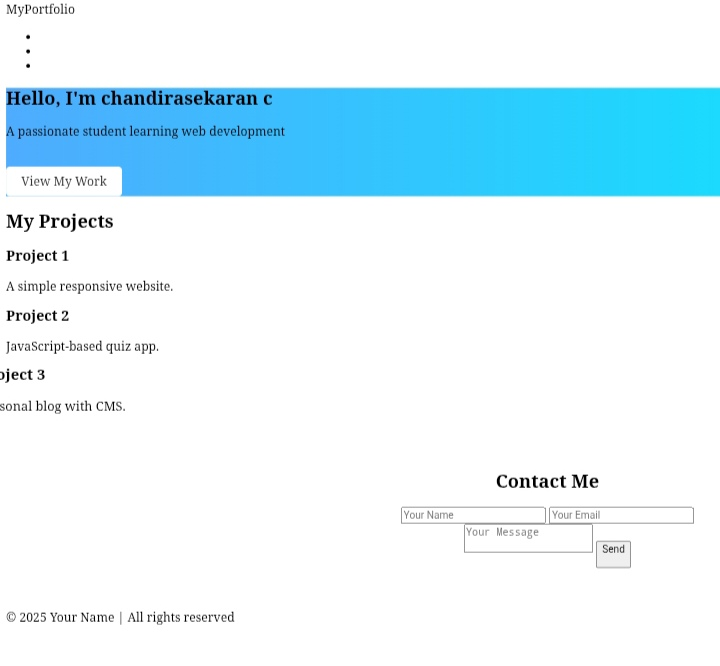 MyPortfolio
Hello, I'm chandirasekaran c
A passionate student learning web development
View My Work
My Projects
Project 1
A simple responsive website.
Project 2
JavaScript-based quiz app.
oject 3
sonal blog with CMS.
Contact Me
Your Name Your Email
Your Message
Send
© 2025 Your Name | All rights reserved